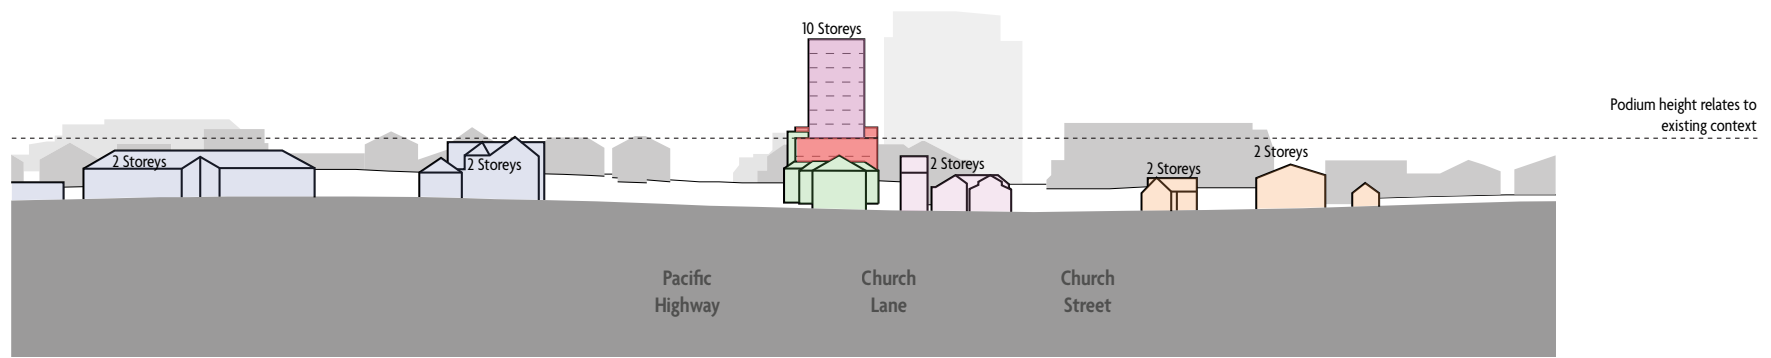 10 Storeys
Podium height relates to
existing context
2 Storeys
2 Storeys
2 Storeys
2 Storeys
2 Storeys
Pacific
Highway
Church
Lane
Church
Street